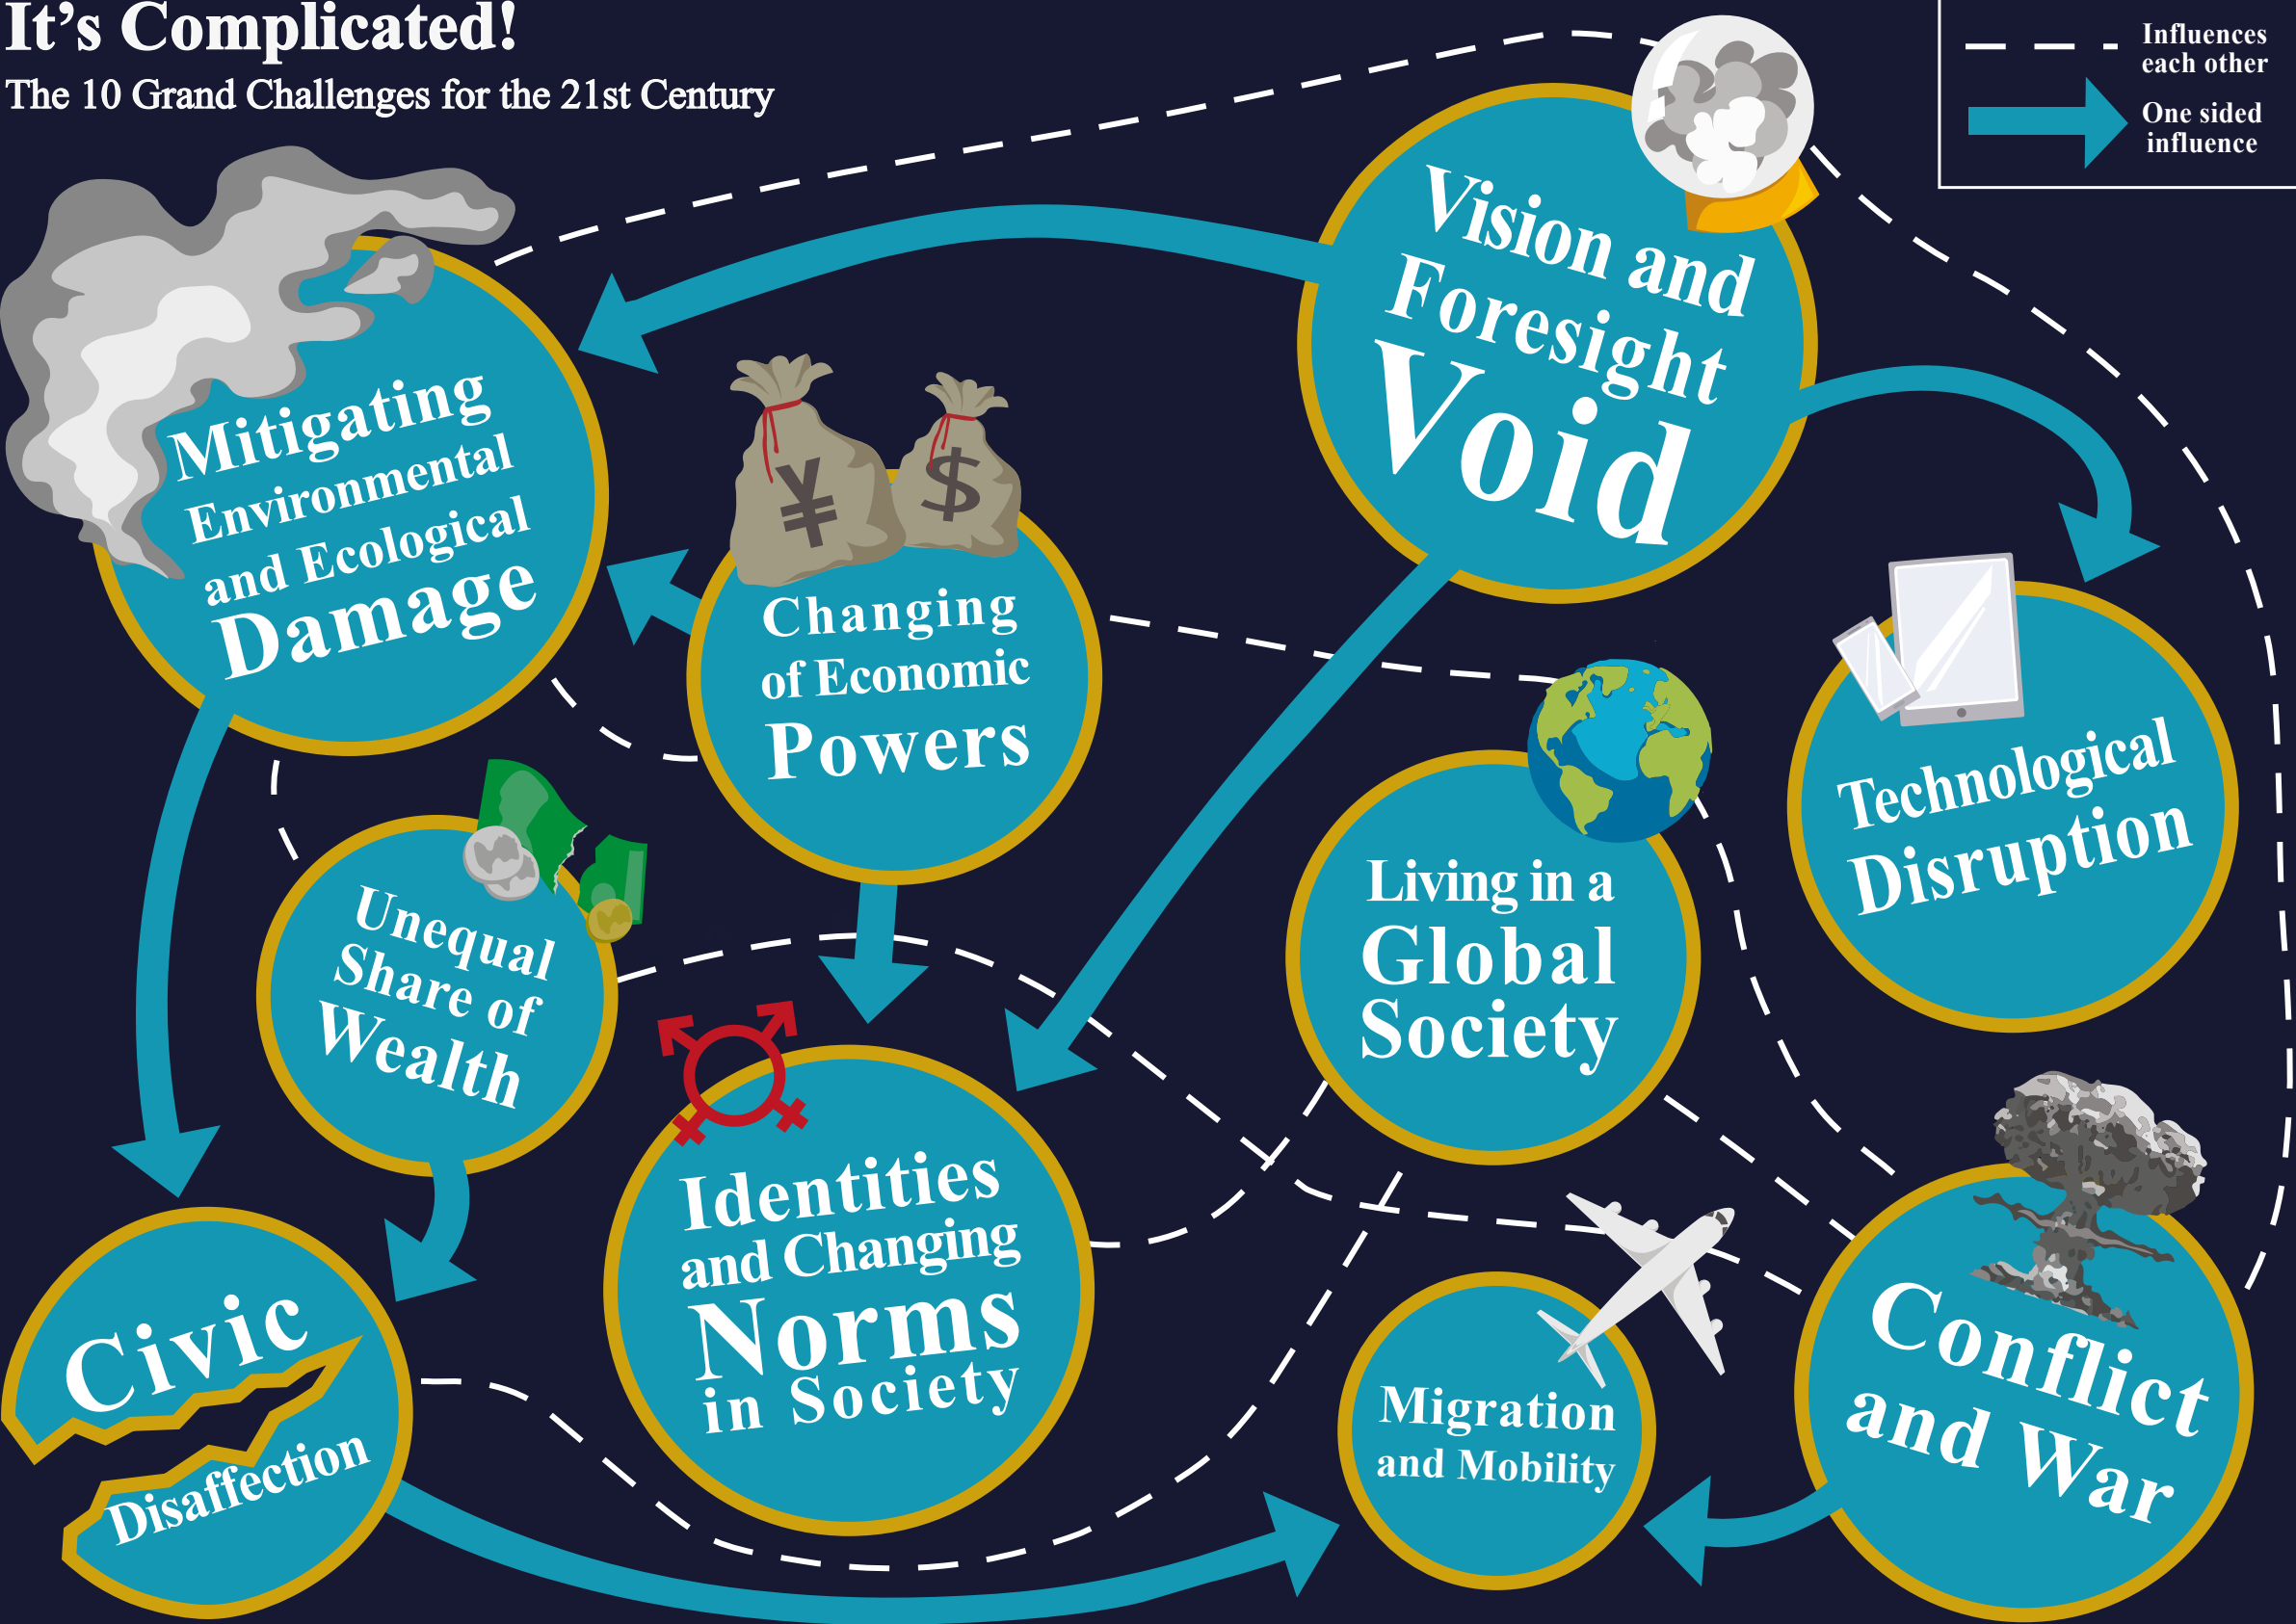 It's Complicated!
The 10 Grand Challenges for the 21st Century
Influences
each other
One sided
influence
Vision and
Foresight
Void
Mitigating
Environmental
and Ecological
Damage
¥
$
Changing
of Economic
Powers
Technological
Disruption
Living in a
Global
Society
Unequal
Share of
Wealth
Identities
and Changing
Norms
in Society
Civic
Disaffection
Migration
and Mobility
Conflict
and War